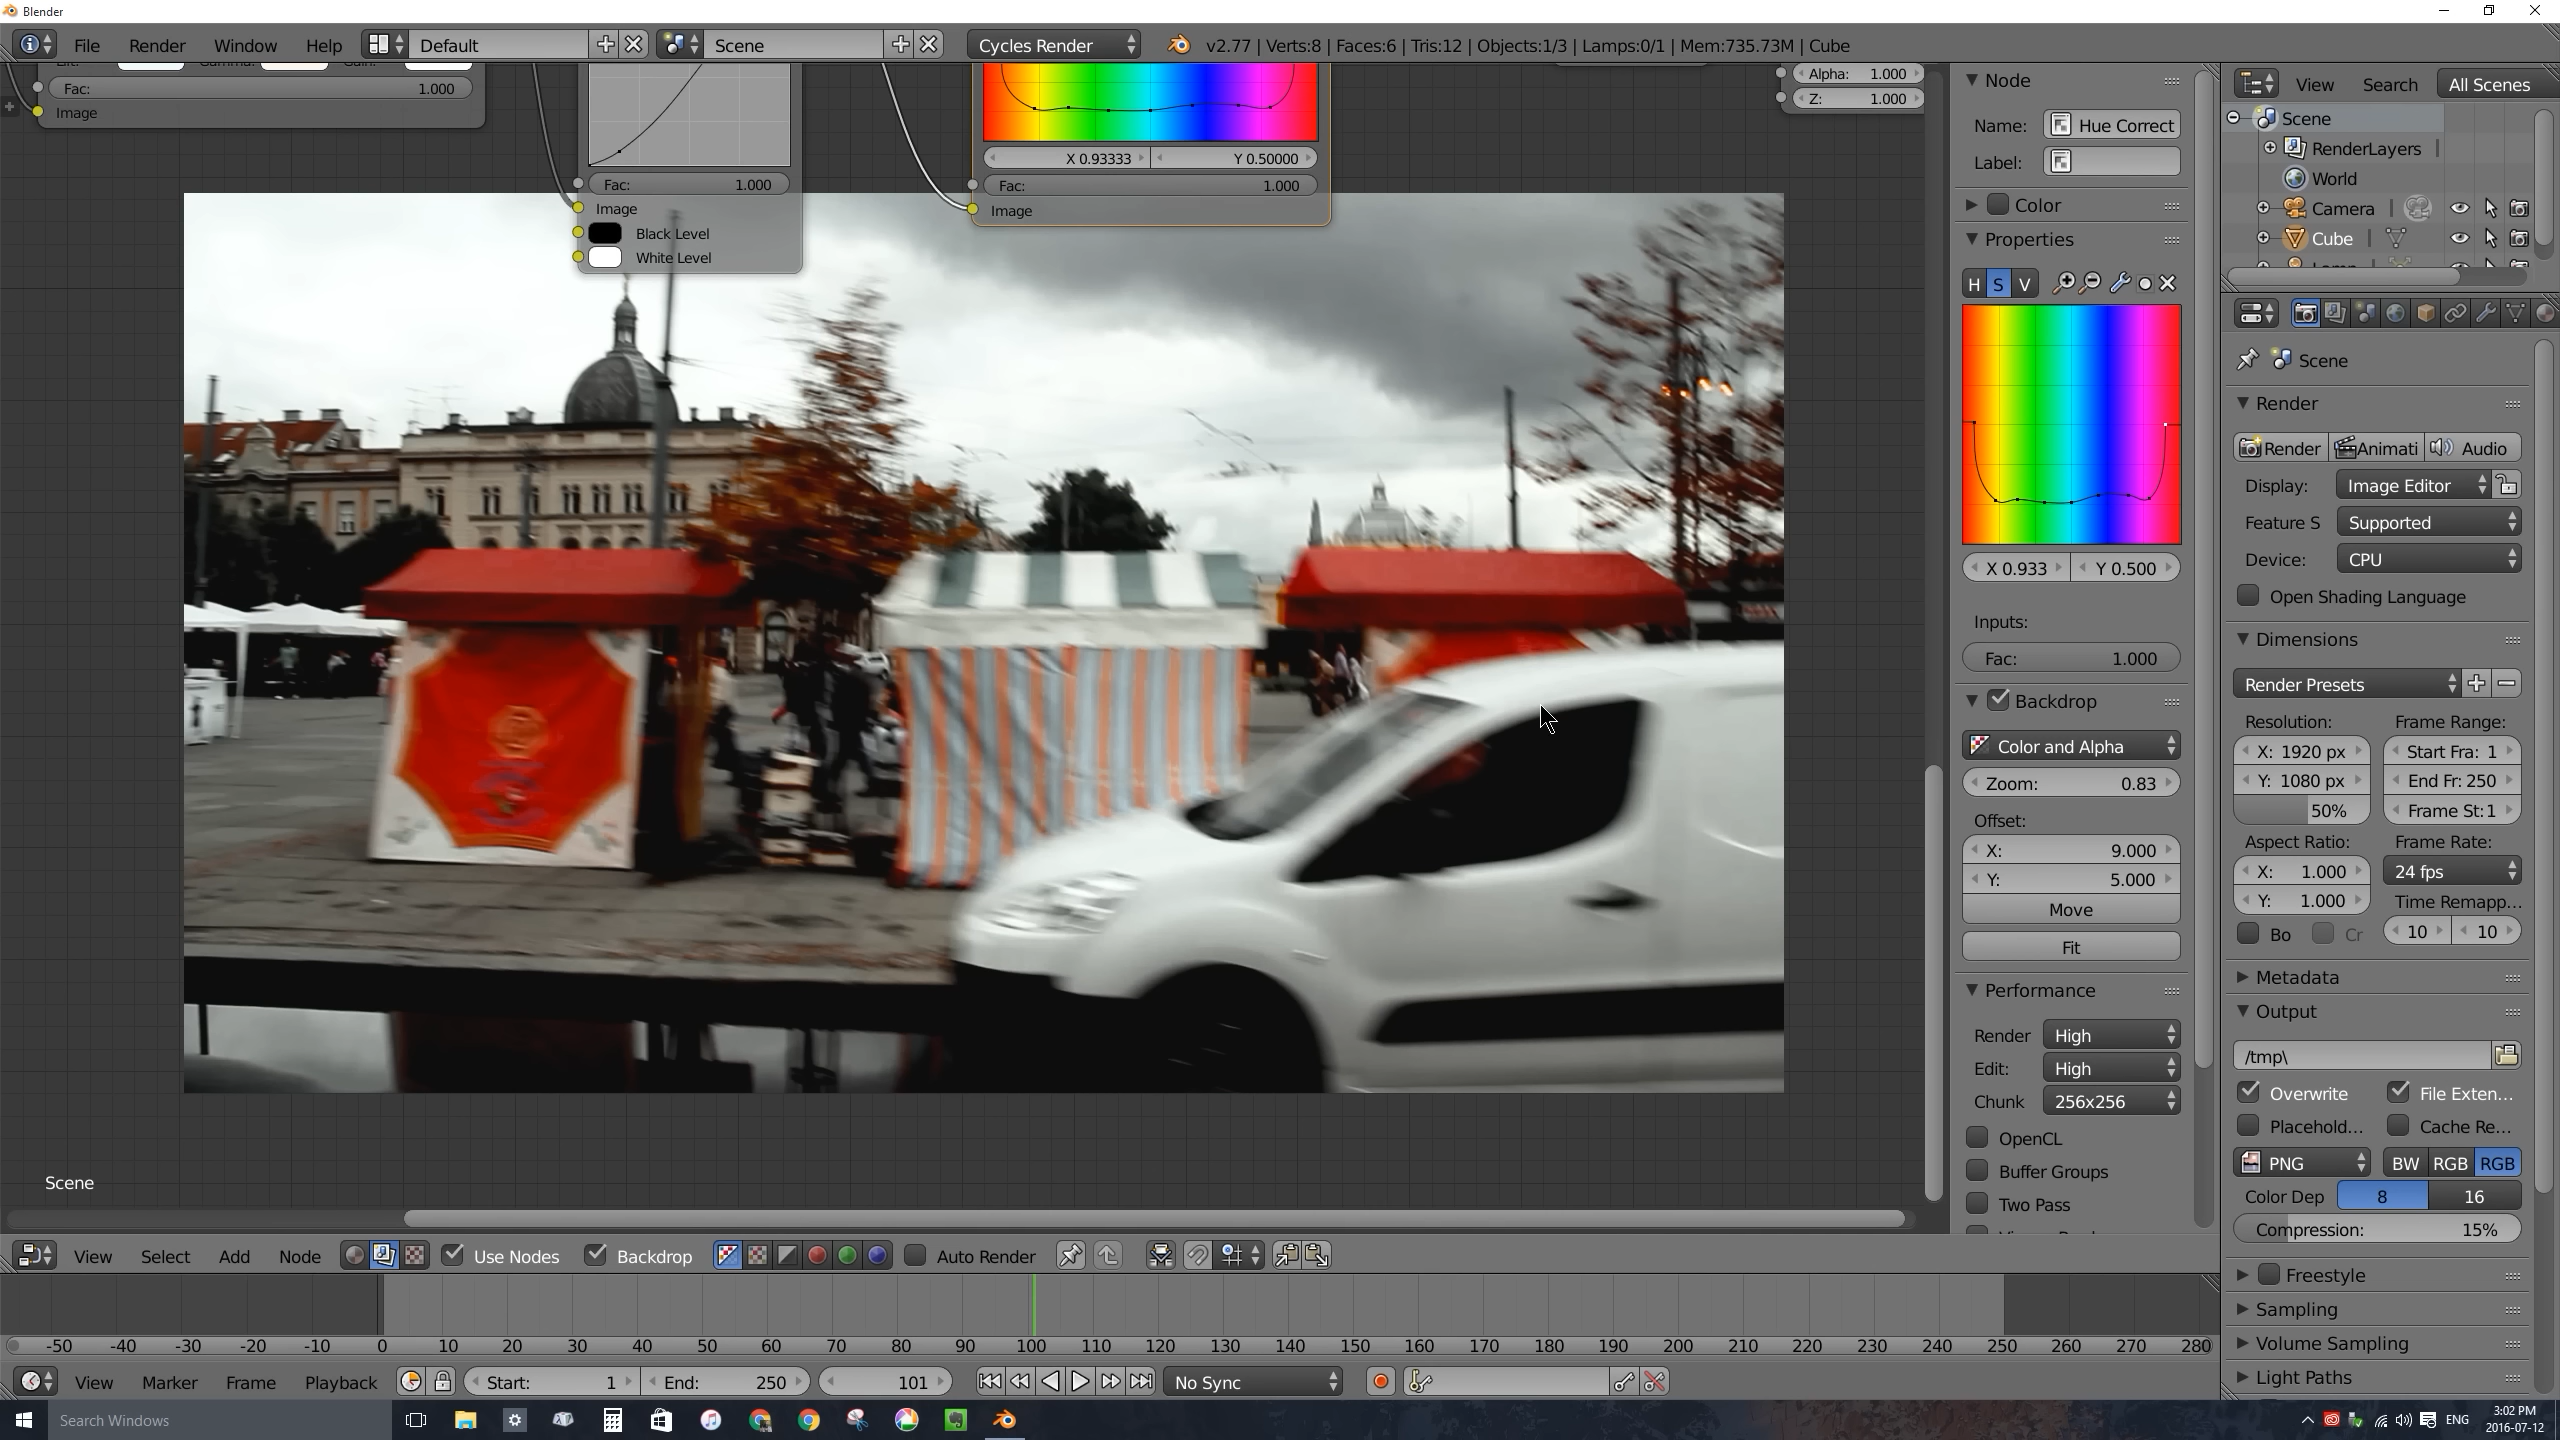 Blender
File Render Window Help Default Scene Cycles Render v2.77 | Verts:8 | Faces:6 | Tris:12 | Objects:1/3 | Lamps:0/1 | Mem:735.73M | Cube
Fac: 1.000
Image
Fac: 1.000
Image
Black Level
White Level
X 0.93333 Y 0.50000
Fac: 1.000
Image
Alpha: 1.000
Z: 1.000
Scene
Node
Name: Hue Correct
Label:
Color
Properties
H S V
X 0.933 Y 0.500
Inputs:
Fac: 1.000
Backdrop
Color and Alpha
Zoom: 0.83
Offset:
X: 9.000
Y: 5.000
Move
Fit
Performance
Render High
Edit: High
Chunk 256x256
OpenCL
Buffer Groups
Two Pass
View Search All Scenes
Scene
RenderLayers
World
Camera
Cube
Scene
Render
Render Animati Audio
Display: Image Editor
Feature S Supported
Device: CPU
Open Shading Language
Dimensions
Render Presets
Resolution: Frame Range:
X: 1920 px Start Fra: 1
Y: 1080 px End Fr: 250
50% Frame St:1
Aspect Ratio: Frame Rate:
X: 1.000 24 fps
Y: 1.000 Time Remapp...
Bo Cr 10 10
Metadata
Output
/tmp\
Overwrite File Exten...
Placehold... Cache Re...
PNG BW RGB RGB
Color Dep 8 16
Compression: 15%
Freestyle
Sampling
Volume Sampling
Light Paths
View Select Add Node Use Nodes Backdrop Auto Render
-50 -40 -30 -20 -10 0 10 20 30 40 50 60 70 80 90 100 110 120 130 140 150 160 170 180 190 200 210 220 230 240 250 260 270 280
View Marker Frame Playback Start: 1 End: 250 101 No Sync
Search Windows ENG 3:02 PM
2016-07-12